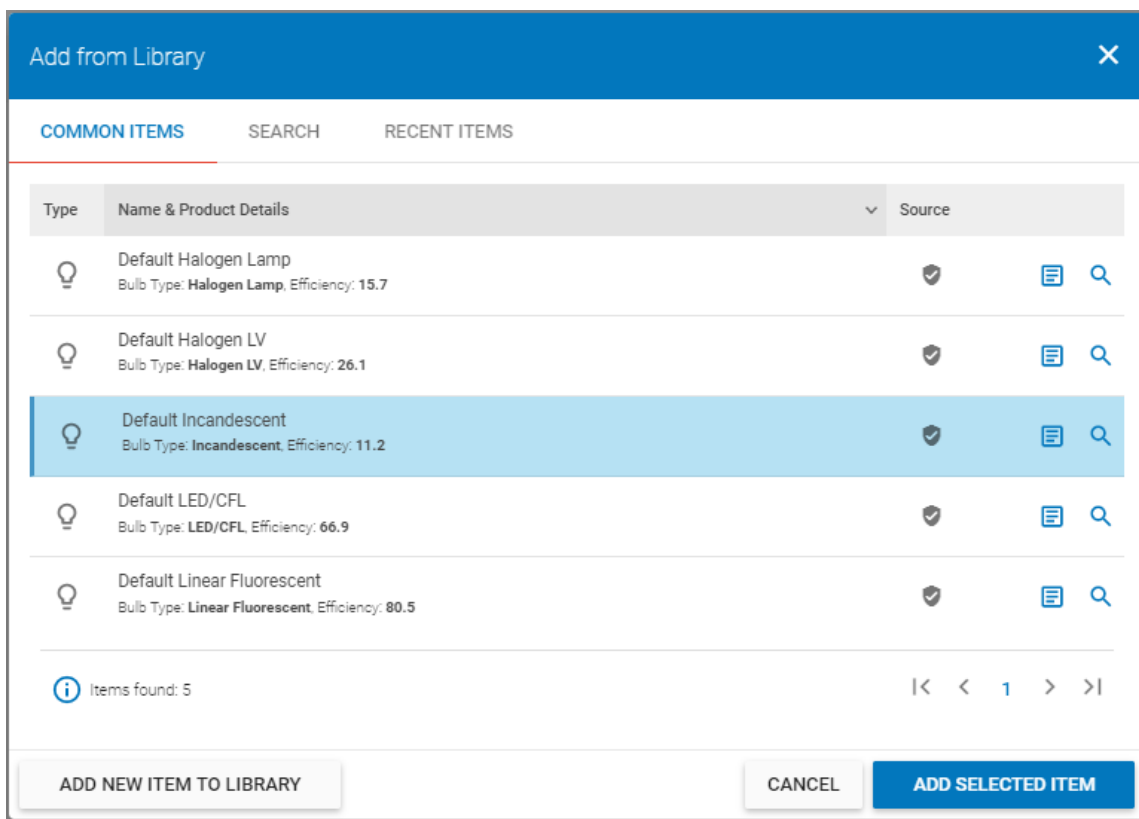 Add from Library
COMMON ITEMS SEARCH RECENT ITEMS
Type Name & Product Details Source
Default Halogen Lamp
Bulb Type: Halogen Lamp, Efficiency: 15.7
Default Halogen LV
Bulb Type: Halogen LV, Efficiency: 26.1
Default Incandescent
Bulb Type: Incandescent, Efficiency: 11.2
Default LED/CFL
Bulb Type: LED/CFL, Efficiency: 66.9
Default Linear Fluorescent
Bulb Type: Linear Fluorescent, Efficiency: 80.5
Items found: 5 1
ADD NEW ITEM TO LIBRARY CANCEL ADD SELECTED ITEM